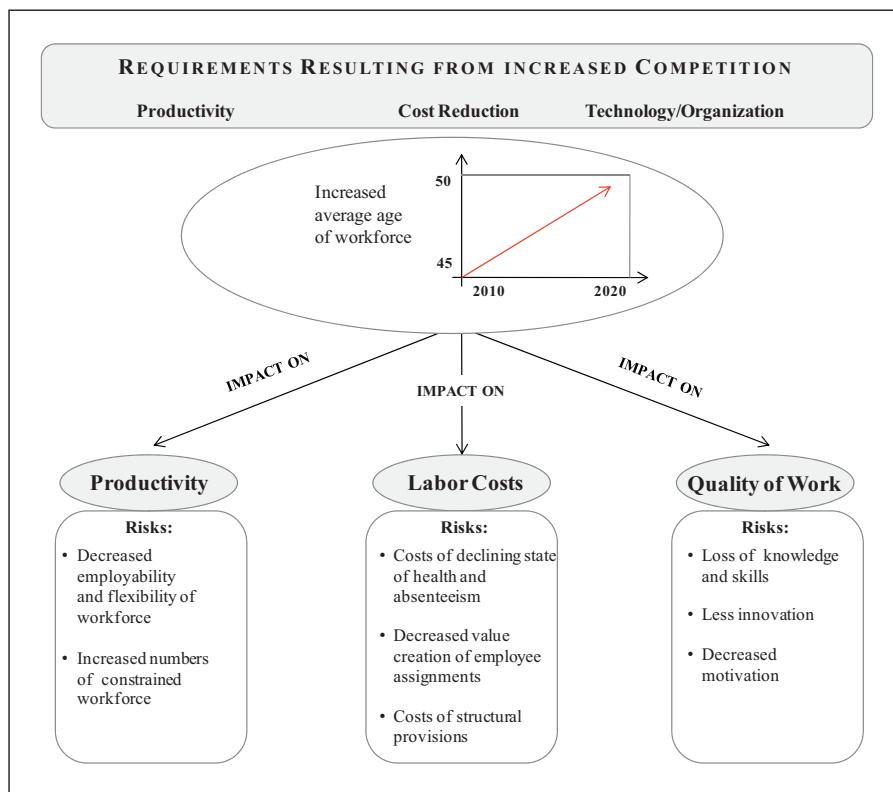 REQUIREMENTS RESULTING FROM INCREASED COMPETITION
Productivity Cost Reduction Technology/Organization
Increased
average age
of workforce
50
45
2010 2020
IMPACT ON
IMPACT ON
IMPACT ON
Productivity
Risks:
• Decreased
employability
and flexibility of
workforce
• Increased numbers
of constrained
workforce
Labor Costs
Risks:
• Costs of declining state
of health and
absenteeism
• Decreased value
creation of employee
assignments
• Costs of structural
provisions
Quality of Work
Risks:
• Loss of knowledge
and skills
• Less innovation
• Decreased
motivation